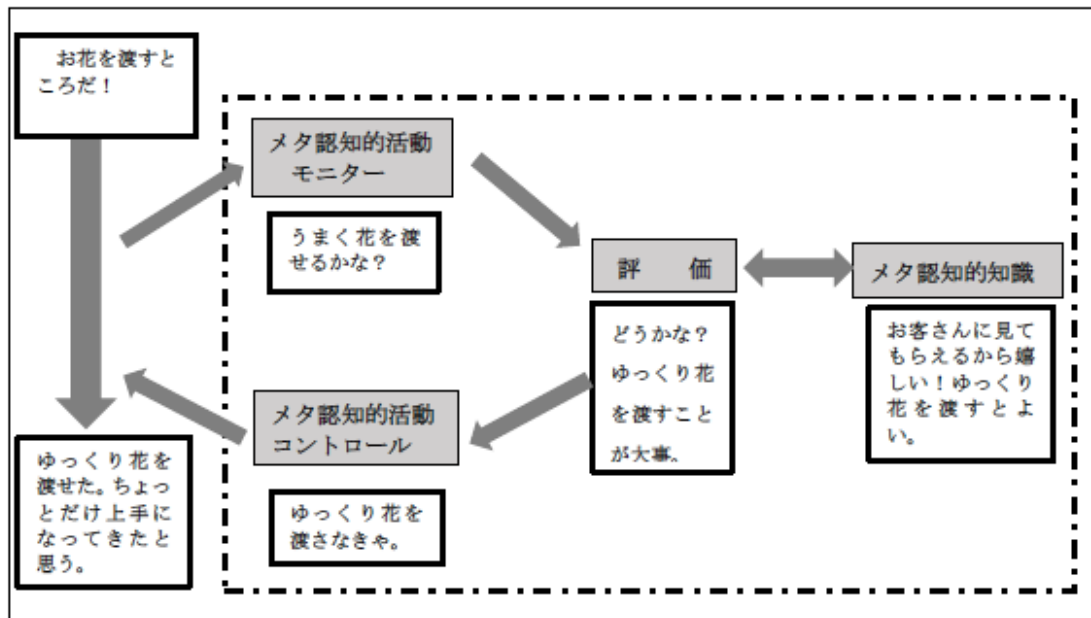 お花を渡すと
ころだ！
メタ認知的活動
モニター
うまく花を渡
せるかな？
評　価
メタ認知的知識
どうかな？
ゆっくり花
を渡すこと
が大事。
お客さんに見て
もらえるから嬉
しい！ゆっくり
花を渡すとよ
い。
メタ認知的活動
コントロール
ゆっくり花を
渡さなきゃ。
ゆっくり花を
渡せた。ちょっ
とだけ上手に
なってきたと
思う。